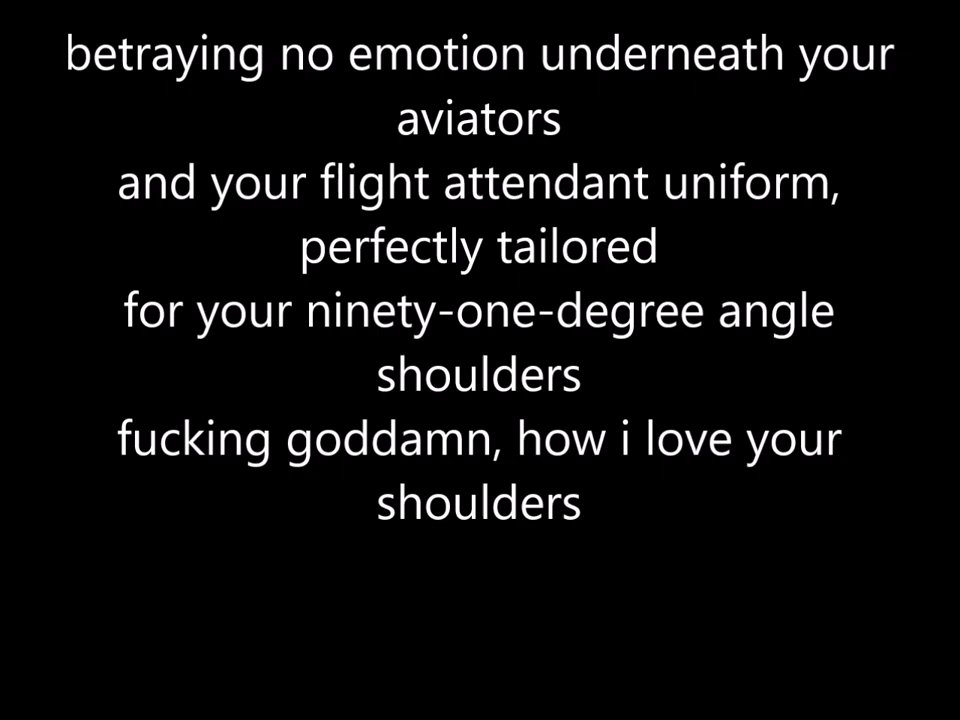 betraying no emotion underneath your
aviators
and your flight attendant uniform,
perfectly tailored
for your ninety-one-degree angle
shoulders
fucking goddamn, how i love your
shoulders